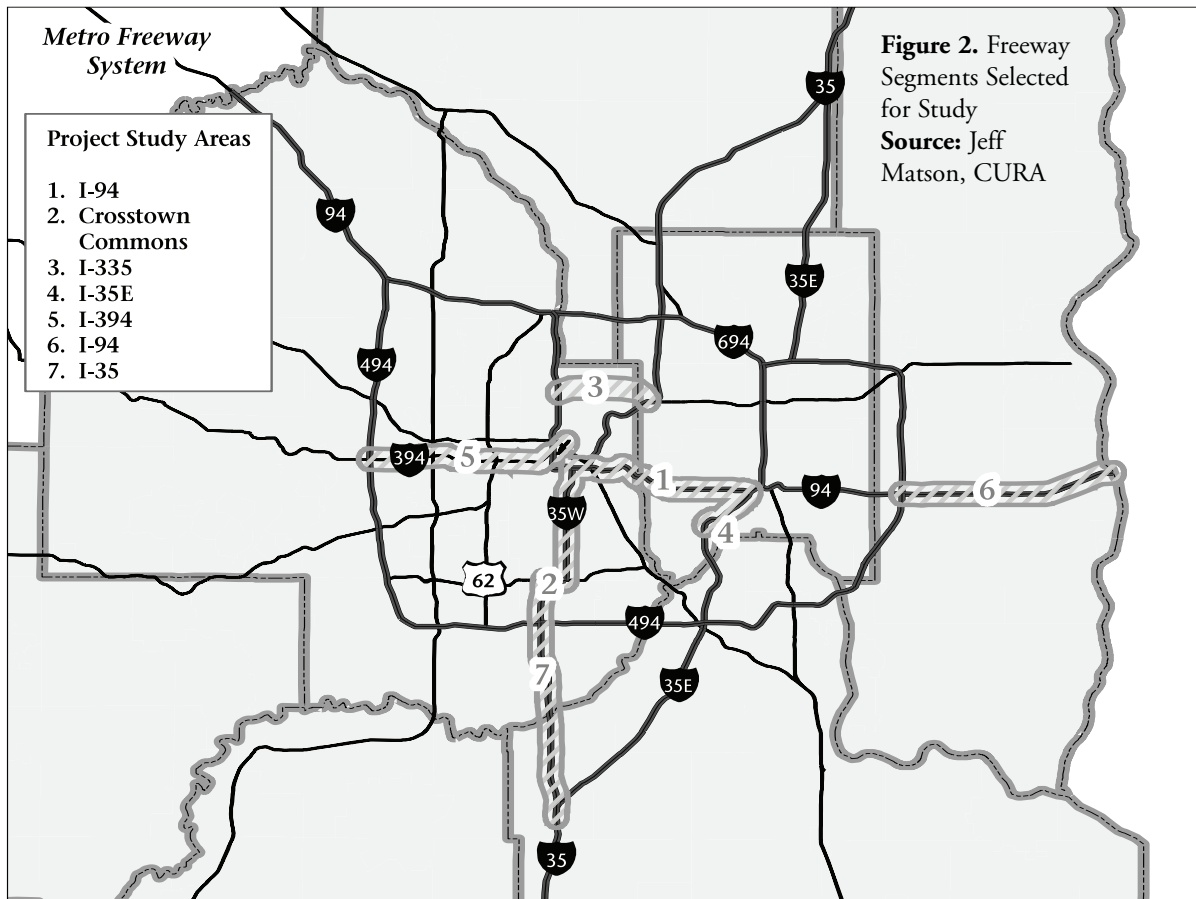 Metro Freeway
System
Figure 2. Freeway
Segments Selected
for Study
Source: Jeff
Matson, CURA
Project Study Areas
1. I-94
2. Crosstown
Commons
3. I-335
4. I-35E
5. I-394
6. I-94
7. I-35
35
94
35E
694
494
3
394
5
1
94
6
35W
4
62
2
494
7
35E
35